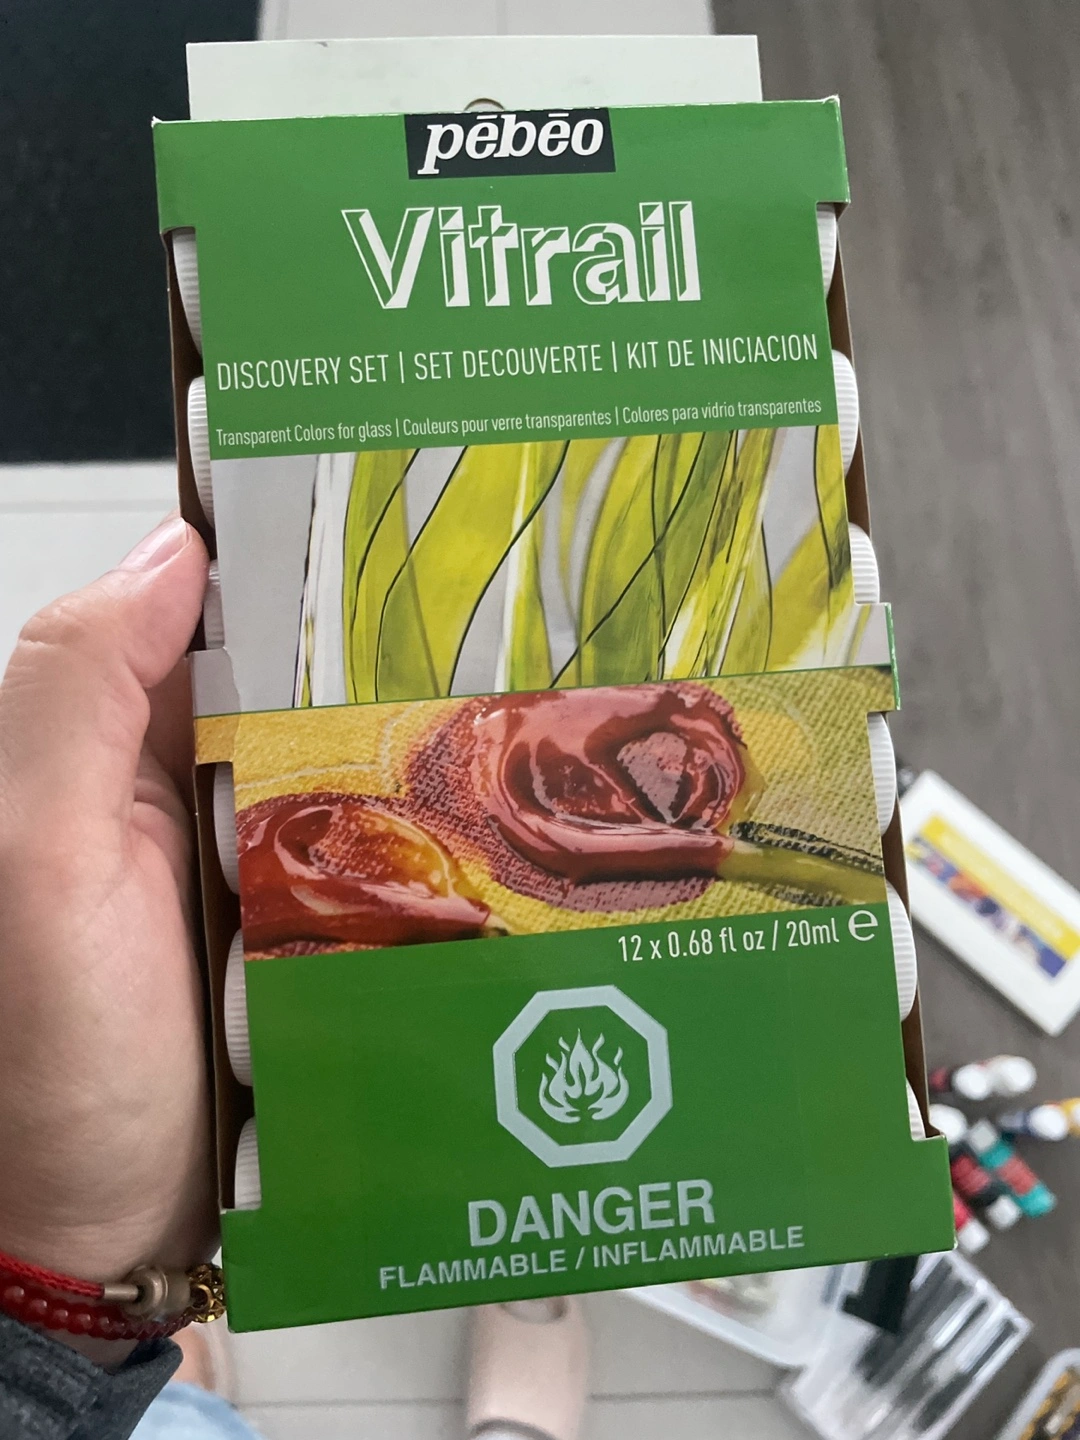 pēbēo
Vitrail
DISCOVERY SET | SET DECOUVERTE | KIT DE INICIACION
Transparent Colors for glass | Couleurs pour verre transparentes | Colores para vidrio transparentes
12 x 0.68 fl oz / 20ml ℮
DANGER
FLAMMABLE / INFLAMMABLE